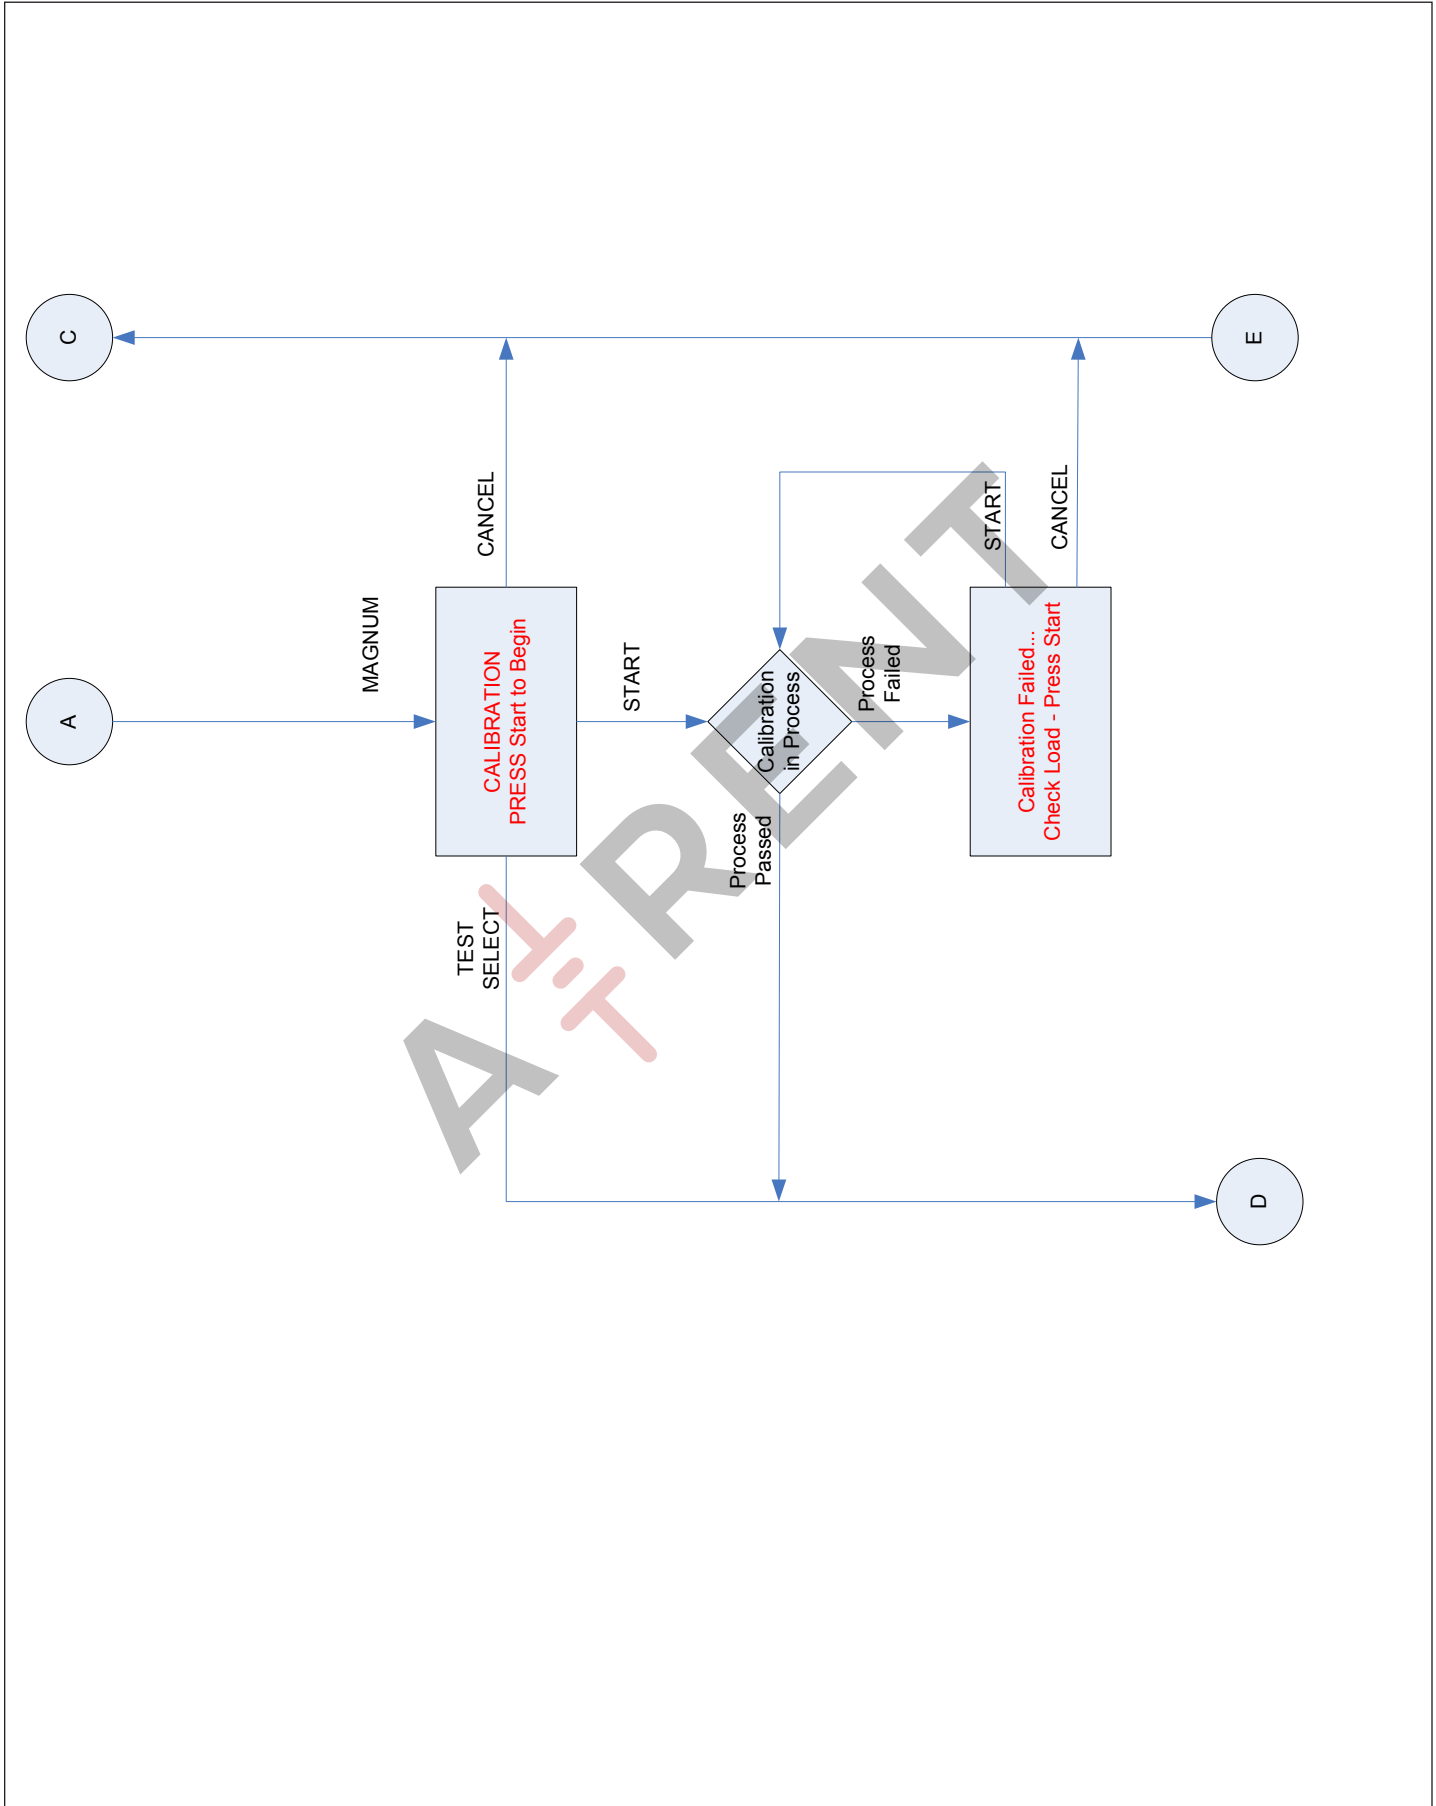 A
MAGNUM
C
CALIBRATION
PRESS Start to Begin
CANCEL
TEST
SELECT
START
Calibration
in Process
Process
Passed
Process
Failed
START
Calibration Failed...
Check Load - Press Start
CANCEL
D
E
A RENT